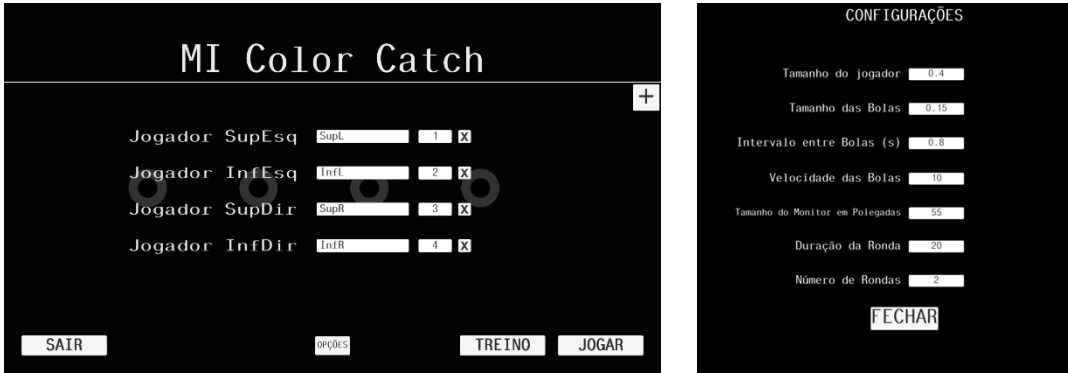 MI Color Catch
+
Jogador SupEsq SupL 1 X
Jogador InfEsq InfL 2 X
Jogador SupDir SupR 3 X
Jogador InfDir InfR 4 X
SAIR OPÇÕES TREINO JOGAR
CONFIGURAÇÕES
Tamanho do jogador 0.4
Tamanho das Bolas 0.15
Intervalo entre Bolas (s) 0.8
Velocidade das Bolas 10
Tamanho do Monitor em Polegadas 55
Duração da Ronda 20
Número de Rondas 2
FECHAR